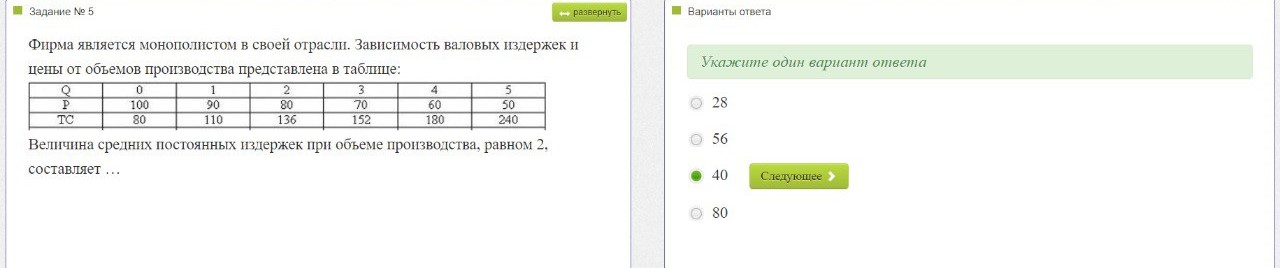 Задание № 5
развернуть
Фирма является монополистом в своей отрасли. Зависимость валовых издержек и
цены от объемов производства представлена в таблице:
Q 0 1 2 3 4 5
P 100 90 80 70 60 50
TC 80 110 136 152 180 240
Величина средних постоянных издержек при объеме производства, равном 2,
составляет …
Варианты ответа
Укажите один вариант ответа
28
56
40
Следующее
80